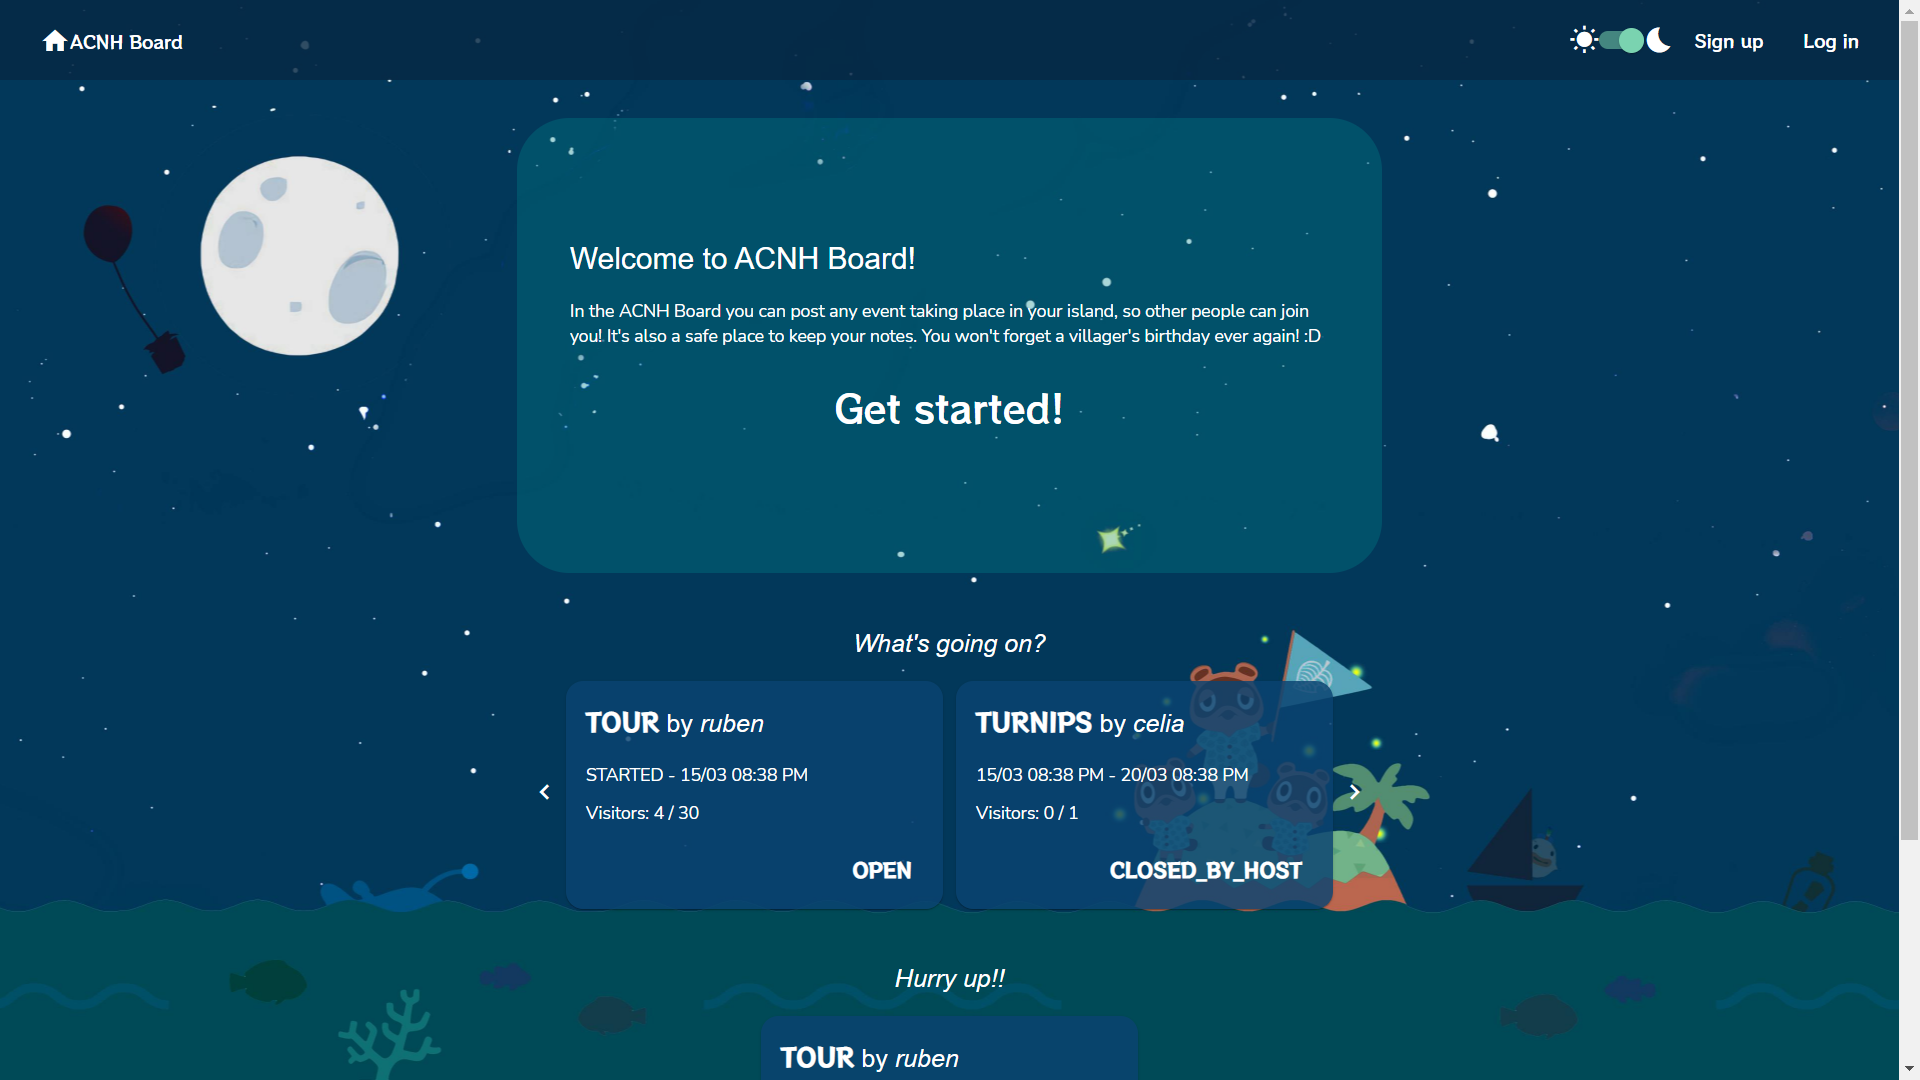 ACNH Board
Sign up
Log in
Welcome to ACNH Board!
In the ACNH Board you can post any event taking place in your island, so other people can join
you! It's also a safe place to keep your notes. You won't forget a villager's birthday ever again! :D
Get started!
What's going on?
TOUR by ruben
STARTED - 15/03 08:38 PM
Visitors: 4 / 30
OPEN
TURNIPS by celia
15/03 08:38 PM - 20/03 08:38 PM
Visitors: 0 / 1
CLOSED_BY_HOST
Hurry up!!
TOUR by ruben